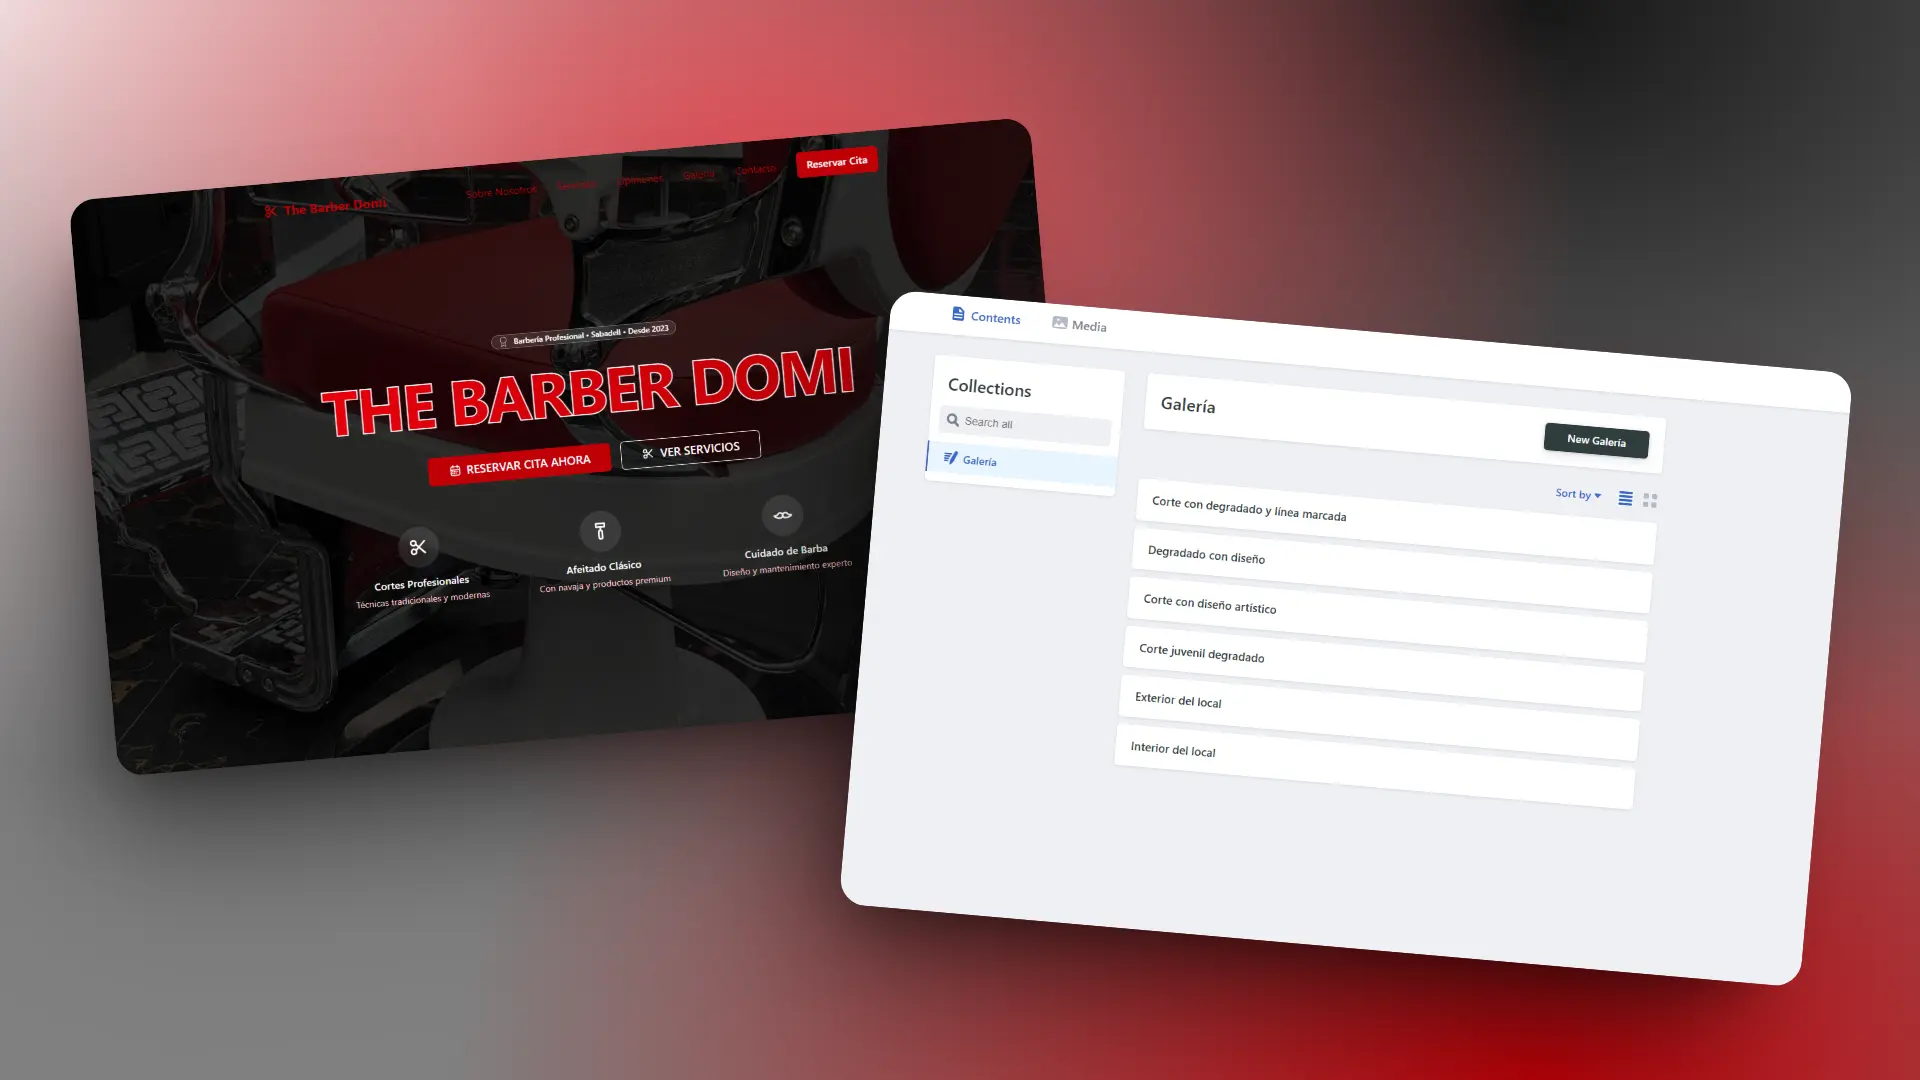 Sobre Nosotros Servicios Opiniones Galería Contacto Reservar Cita
The Barber Domi
Barbería Profesional • Sabadell • Desde 2023
THE BARBER DOMI
RESERVAR CITA AHORA VER SERVICIOS
Cortes Profesionales
Técnicas tradicionales y modernas
Afeitado Clásico
Con navaja y productos premium
Cuidado de Barba
Diseño y mantenimiento experto
Contents Media
Collections
Search all
Galería
Galería
New Galería
Sort by
Corte con degradado y línea marcada
Degradado con diseño
Corte con diseño artístico
Corte juvenil degradado
Exterior del local
Interior del local